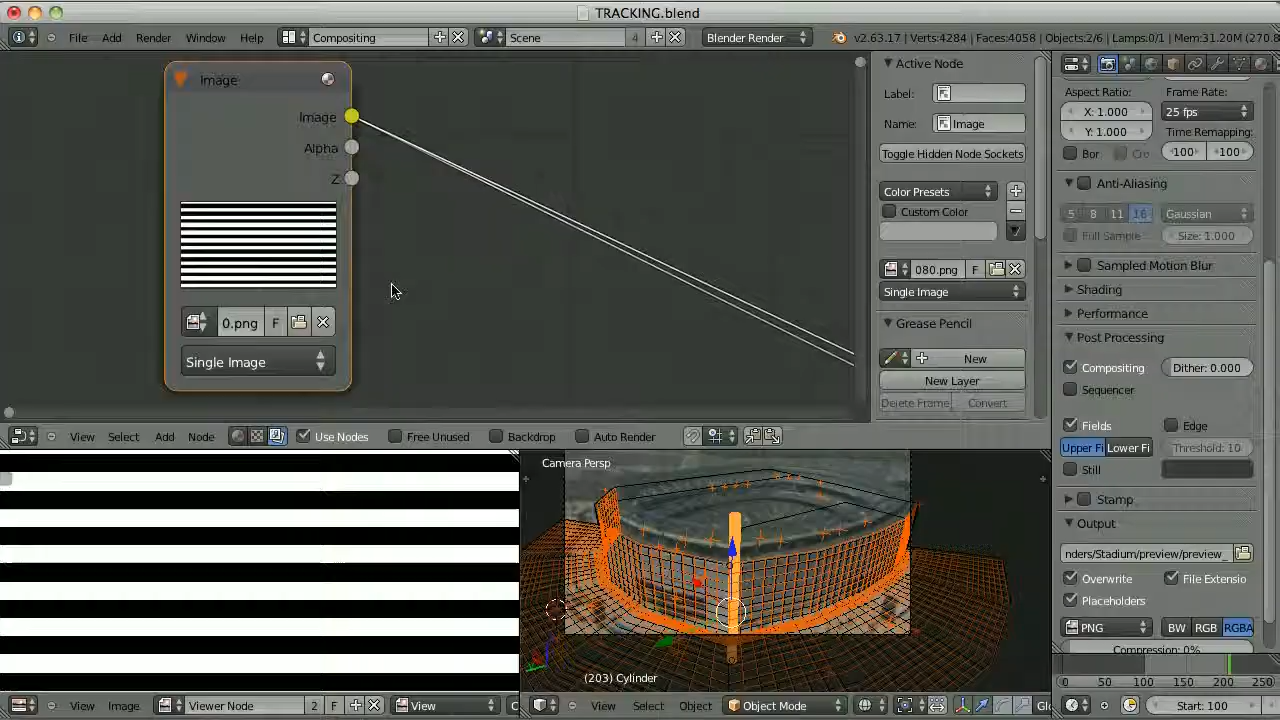 TRACKING.blend
File Add Render Window Help Compositing Scene 4 Blender Render v2.63.17 | Verts:4284 | Faces:4058 | Objects:2/6 | Lamps:0/1 | Mem:31.20M (270.8
Image
Image
Alpha
Z
0.png F
Single Image
Active Node
Label:
Name: Image
Toggle Hidden Node Sockets
Color Presets
Custom Color
080.png F
Single Image
Grease Pencil
New
New Layer
Delete Frame Convert
Aspect Ratio: Frame Rate:
X: 1.000 25 fps
Y: 1.000 Time Remapping:
Bor Cro 100 100
Anti-Aliasing
5 8 11 16 Gaussian
Full Sample Size: 1.000
Sampled Motion Blur
Shading
Performance
Post Processing
Compositing Dither: 0.000
Sequencer
Fields Edge
Upper Fi Lower Fi Threshold: 10
Still
Stamp
Output
nders/Stadium/preview/preview_
Overwrite File Extensio
Placeholders
PNG BW RGB RGBA
Compression: 0%
View Select Add Node Use Nodes Free Unused Backdrop Auto Render
Camera Persp
(203) Cylinder
0 50 100 150 200 250
View Image Viewer Node 2 F View
View Select Object Object Mode Glo
Start: 100